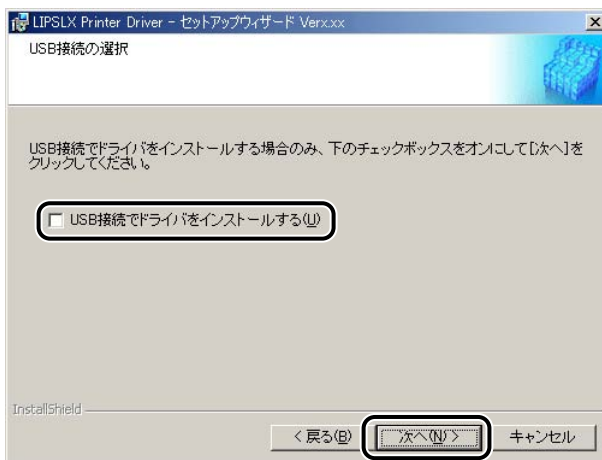 LIPSLX Printer Driver - セットアップウィザード Verx.xx
USB接続の選択
USB接続でドライバをインストールする場合のみ、下のチェックボックスをオンにして[次へ]を
クリックしてください。
USB接続でドライバをインストールする(U)
InstallShield
< 戻る(B) 次へ(N) > キャンセル